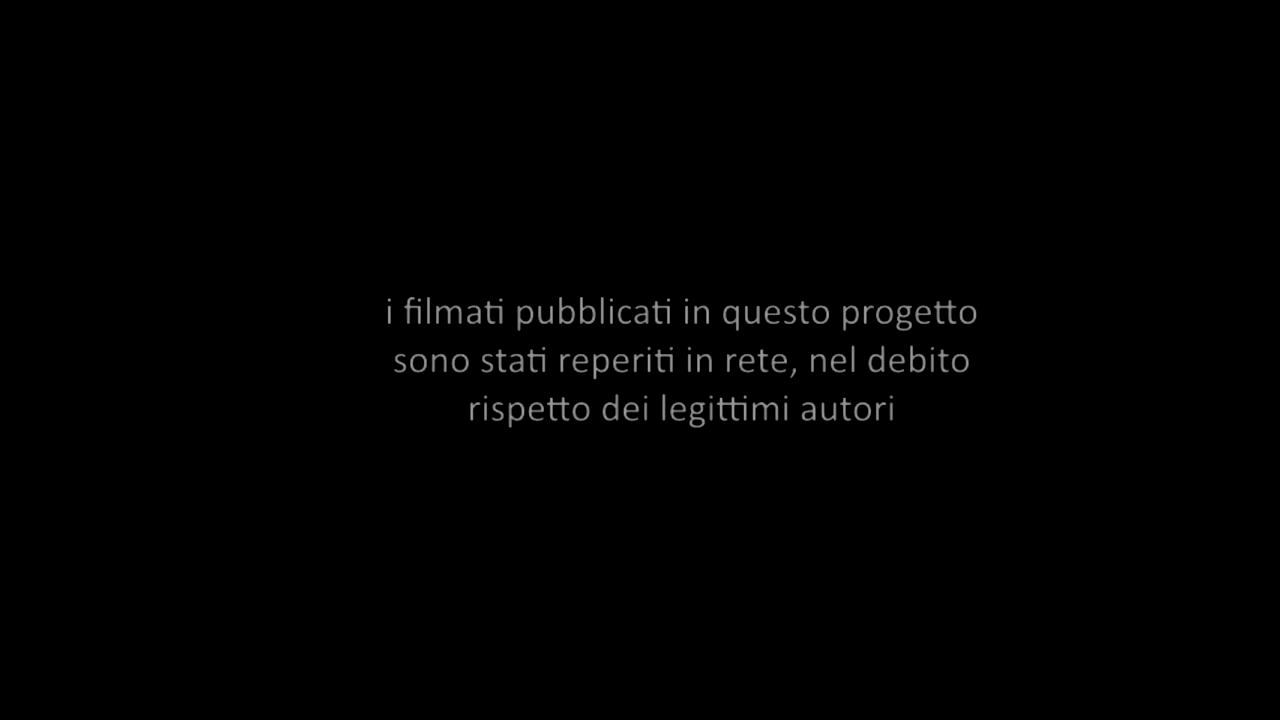 i filmati pubblicati in questo progetto
sono stati reperiti in rete, nel debito
rispetto dei legittimi autori